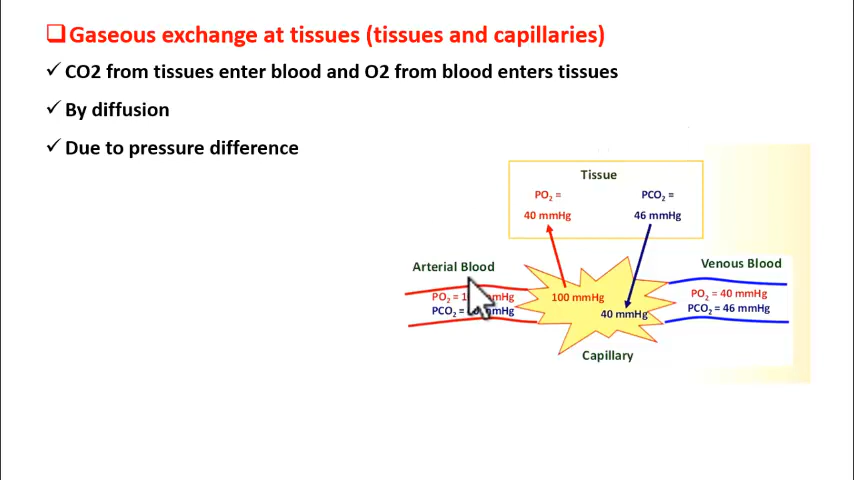 Gaseous exchange at tissues (tissues and capillaries)
CO2 from tissues enter blood and O2 from blood enters tissues
By diffusion
Due to pressure difference
Tissue
PO₂ =
40 mmHg
PCO₂ =
46 mmHg
Arterial Blood
PO₂ = mmHg
PCO₂ = mmHg
100 mmHg
40 mmHg
Capillary
Venous Blood
PO₂ = 40 mmHg
PCO₂ = 46 mmHg